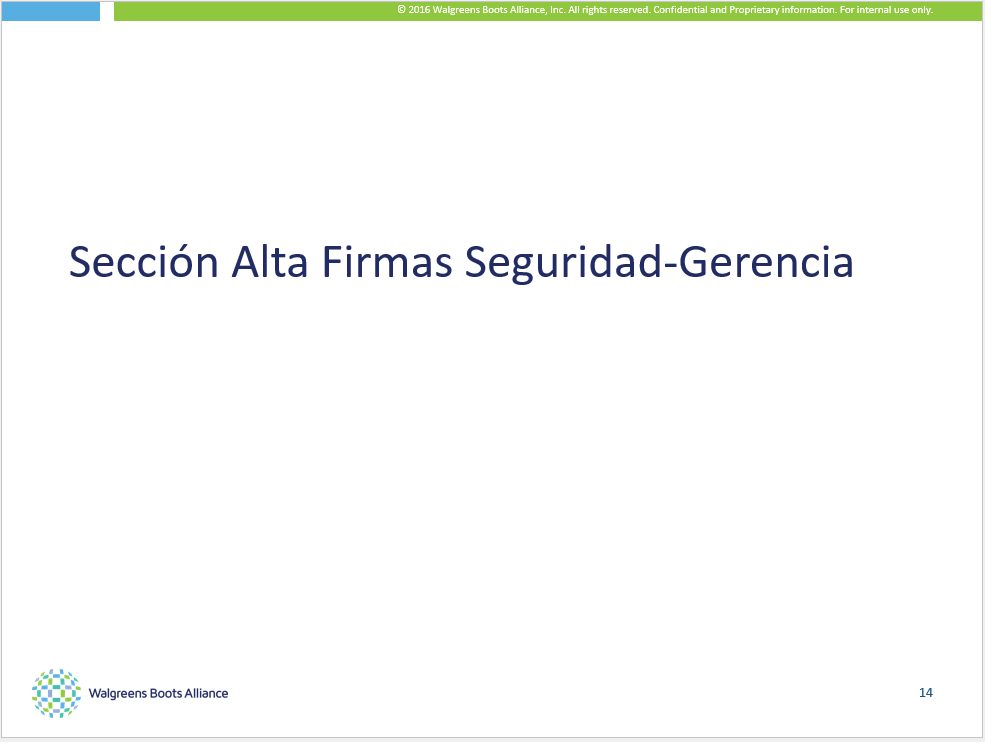 © 2016 Walgreens Boots Alliance, Inc. All rights reserved. Confidential and Proprietary information. For internal use only.
Sección Alta Firmas Seguridad-Gerencia
Walgreens Boots Alliance
14